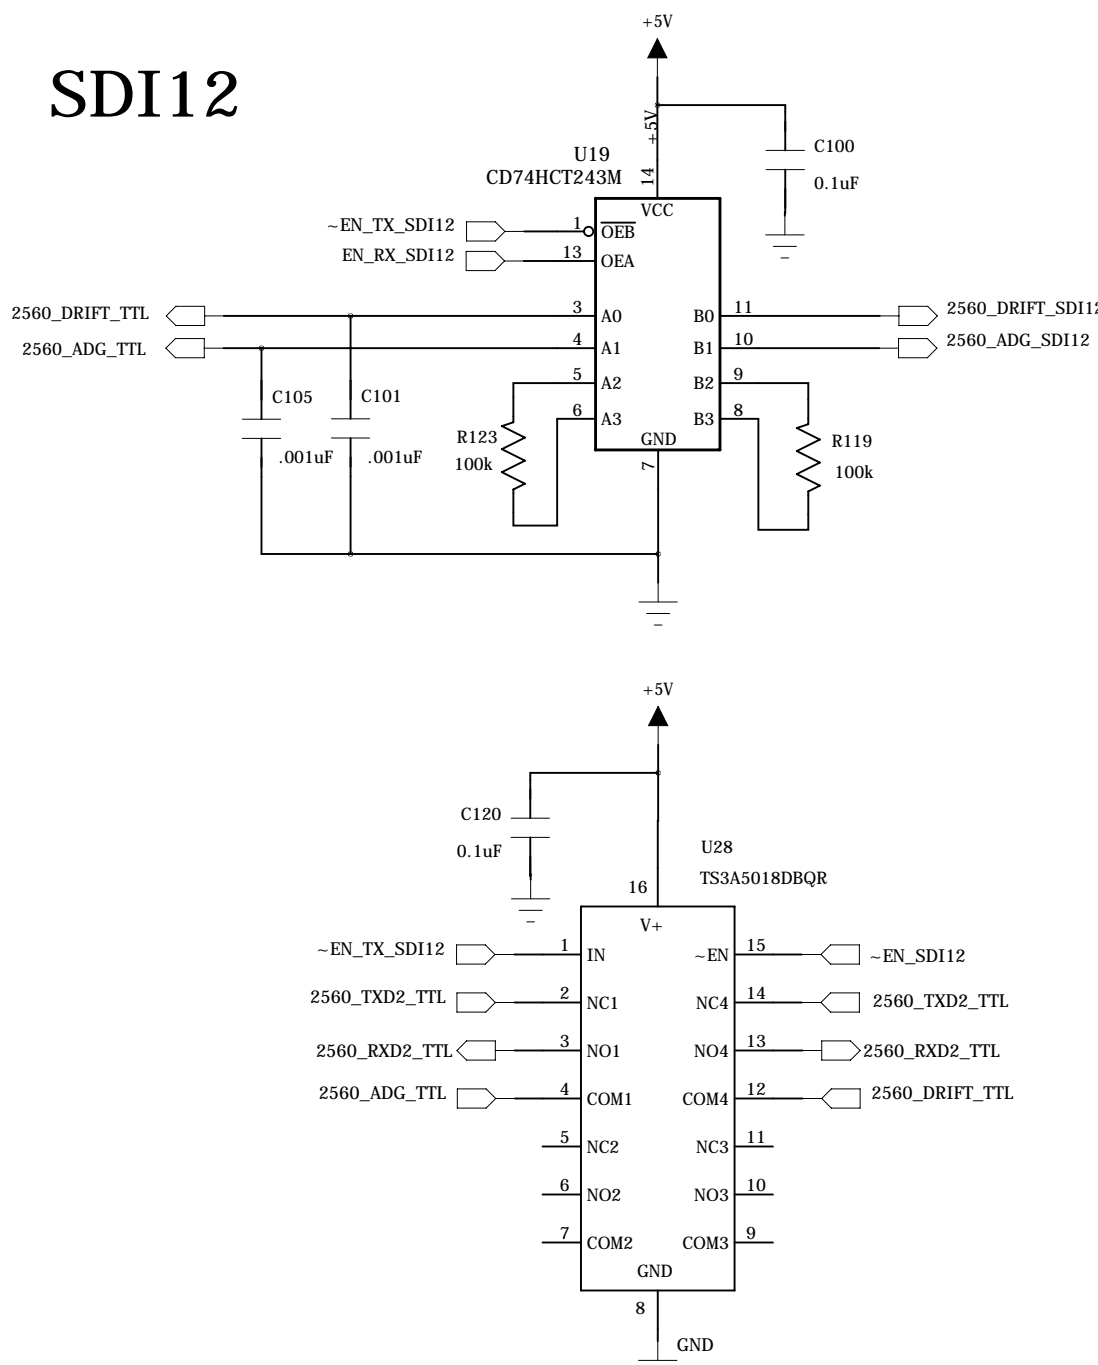 +5V
SDI12
+5V
U19
CD74HCT243M
14
C100
0.1uF
VCC
~EN_TX_SDI12
1
OEB
EN_RX_SDI12
13
OEA
2560_DRIFT_TTL
3
A0
B0
11
2560_DRIFT_SDI12
2560_ADG_TTL
4
A1
B1
10
2560_ADG_SDI12
5
A2
B2
9
C105
C101
6
A3
B3
8
R123
GND
R119
.001uF
.001uF
100k
7
100k
+5V
C120
0.1uF
U28
TS3A5018DBQR
16
V+
~EN_TX_SDI12
1
IN
~EN
15
~EN_SDI12
2560_TXD2_TTL
2
NC1
NC4
14
2560_TXD2_TTL
2560_RXD2_TTL
3
NO1
NO4
13
2560_RXD2_TTL
2560_ADG_TTL
4
COM1
COM4
12
2560_DRIFT_TTL
5
NC2
NC3
11
6
NO2
NO3
10
7
COM2
COM3
9
GND
8
GND